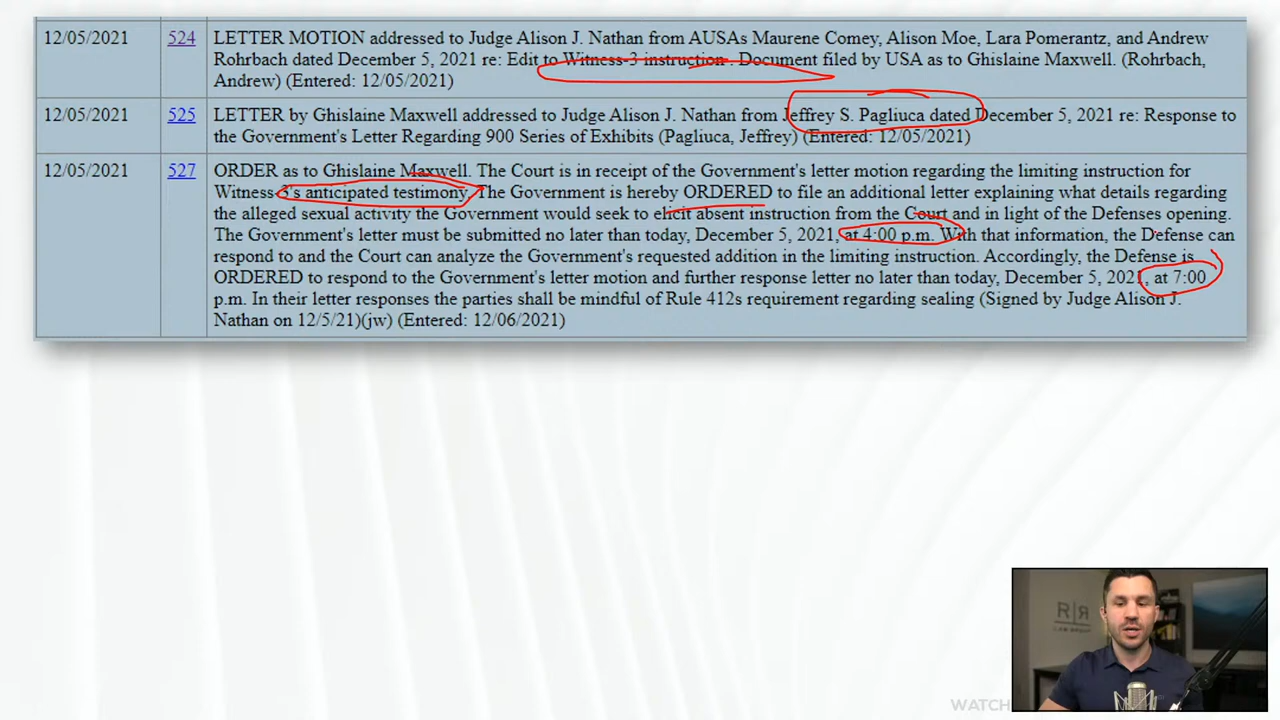 12/05/2021 524 LETTER MOTION addressed to Judge Alison J. Nathan from AUSAs Maurene Comey, Alison Moe, Lara Pomerantz, and Andrew
Rohrbach dated December 5, 2021 re: Edit to Witness-3 instruction . Document filed by USA as to Ghislaine Maxwell. (Rohrbach,
Andrew) (Entered: 12/05/2021)
12/05/2021 525 LETTER by Ghislaine Maxwell addressed to Judge Alison J. Nathan from Jeffrey S. Pagliuca dated December 5, 2021 re: Response to
the Government's Letter Regarding 900 Series of Exhibits (Pagliuca, Jeffrey) (Entered: 12/05/2021)
12/05/2021 527 ORDER as to Ghislaine Maxwell. The Court is in receipt of the Government's letter motion regarding the limiting instruction for
Witness-3's anticipated testimony. The Government is hereby ORDERED to file an additional letter explaining what details regarding
the alleged sexual activity the Government would seek to elicit absent instruction from the Court and in light of the Defenses opening.
The Government's letter must be submitted no later than today, December 5, 2021, at 4:00 p.m. With that information, the Defense can
respond to and the Court can analyze the Government's requested addition in the limiting instruction. Accordingly, the Defense is
ORDERED to respond to the Government's letter motion and further response letter no later than today, December 5, 2021, at 7:00
p.m. In their letter responses the parties shall be mindful of Rule 412s requirement regarding sealing (Signed by Judge Alison J.
Nathan on 12/5/21)(jw) (Entered: 12/06/2021)
R|R
LAW GROUP
WATCH